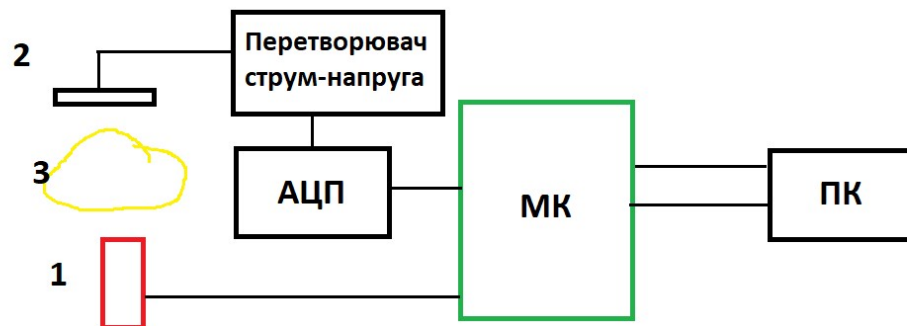 2
Перетворювач
струм-напруга
3
АЦП
МК
ПК
1